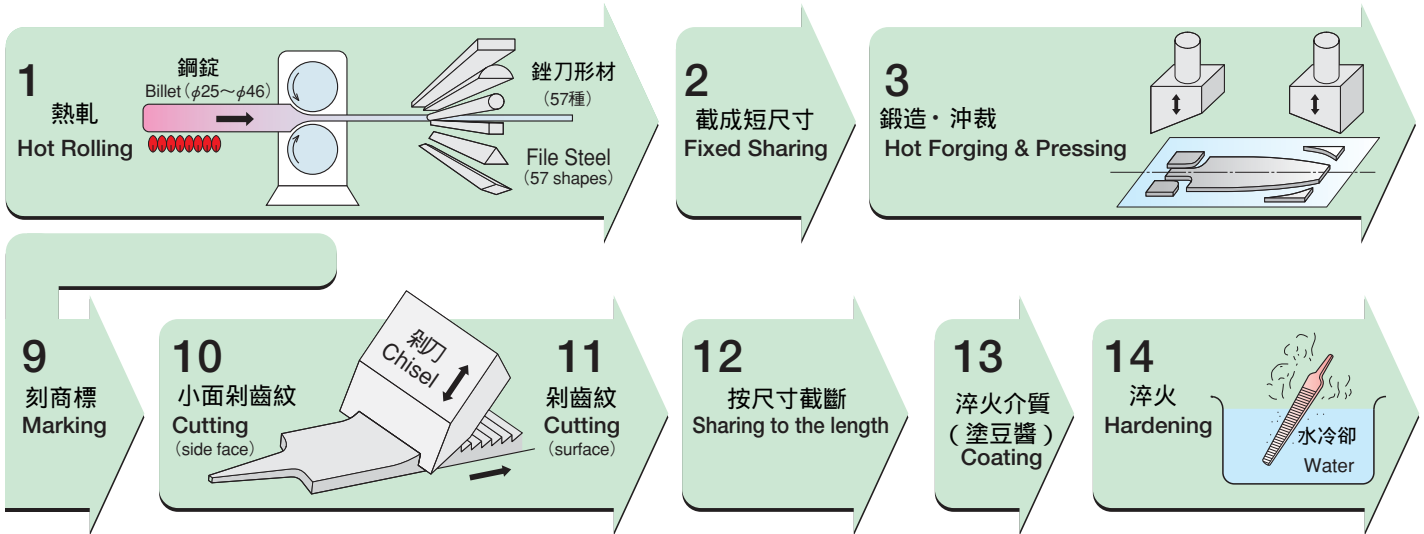 1
熱軋
Hot Rolling
鋼錠
Billet（φ25～φ46）
銼刀形材
（57種）
File Steel
（57 shapes）
2
截成短尺寸
Fixed Sharing
3
鍛造・沖裁
Hot Forging & Pressing
9
刻商標
Marking
10
小面剁齒紋
Cutting
（side face）
剁刀
Chisel
11
剁齒紋
Cutting
（surface）
12
按尺寸截斷
Sharing to the length
13
淬火介質
（塗豆醬）
Coating
14
淬火
Hardening
水冷卻
Water